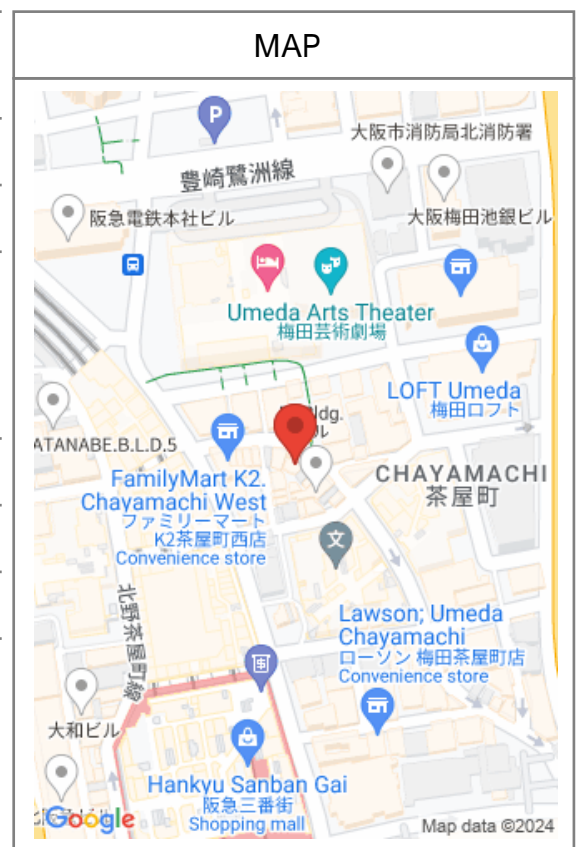 MAP
P
大阪市消防局北消防署
豊崎鷺洲線
阪急電鉄本社ビル
大阪梅田池銀ビル
Umeda Arts Theater
梅田芸術劇場
LOFT Umeda
梅田ロフト
ldg.
ル
ATANABE.B.L.D.5
FamilyMart K2.
Chayamachi West
ファミリーマート
K2茶屋町西店
Convenience store
CHAYAMACHI
茶屋町
文
北野茶屋町線
Lawson; Umeda
Chayamachi
ローソン 梅田茶屋町店
Convenience store
大和ビル
Hankyu Sanban Gai
阪急三番街
Shopping mall
Google
Map data ©2024